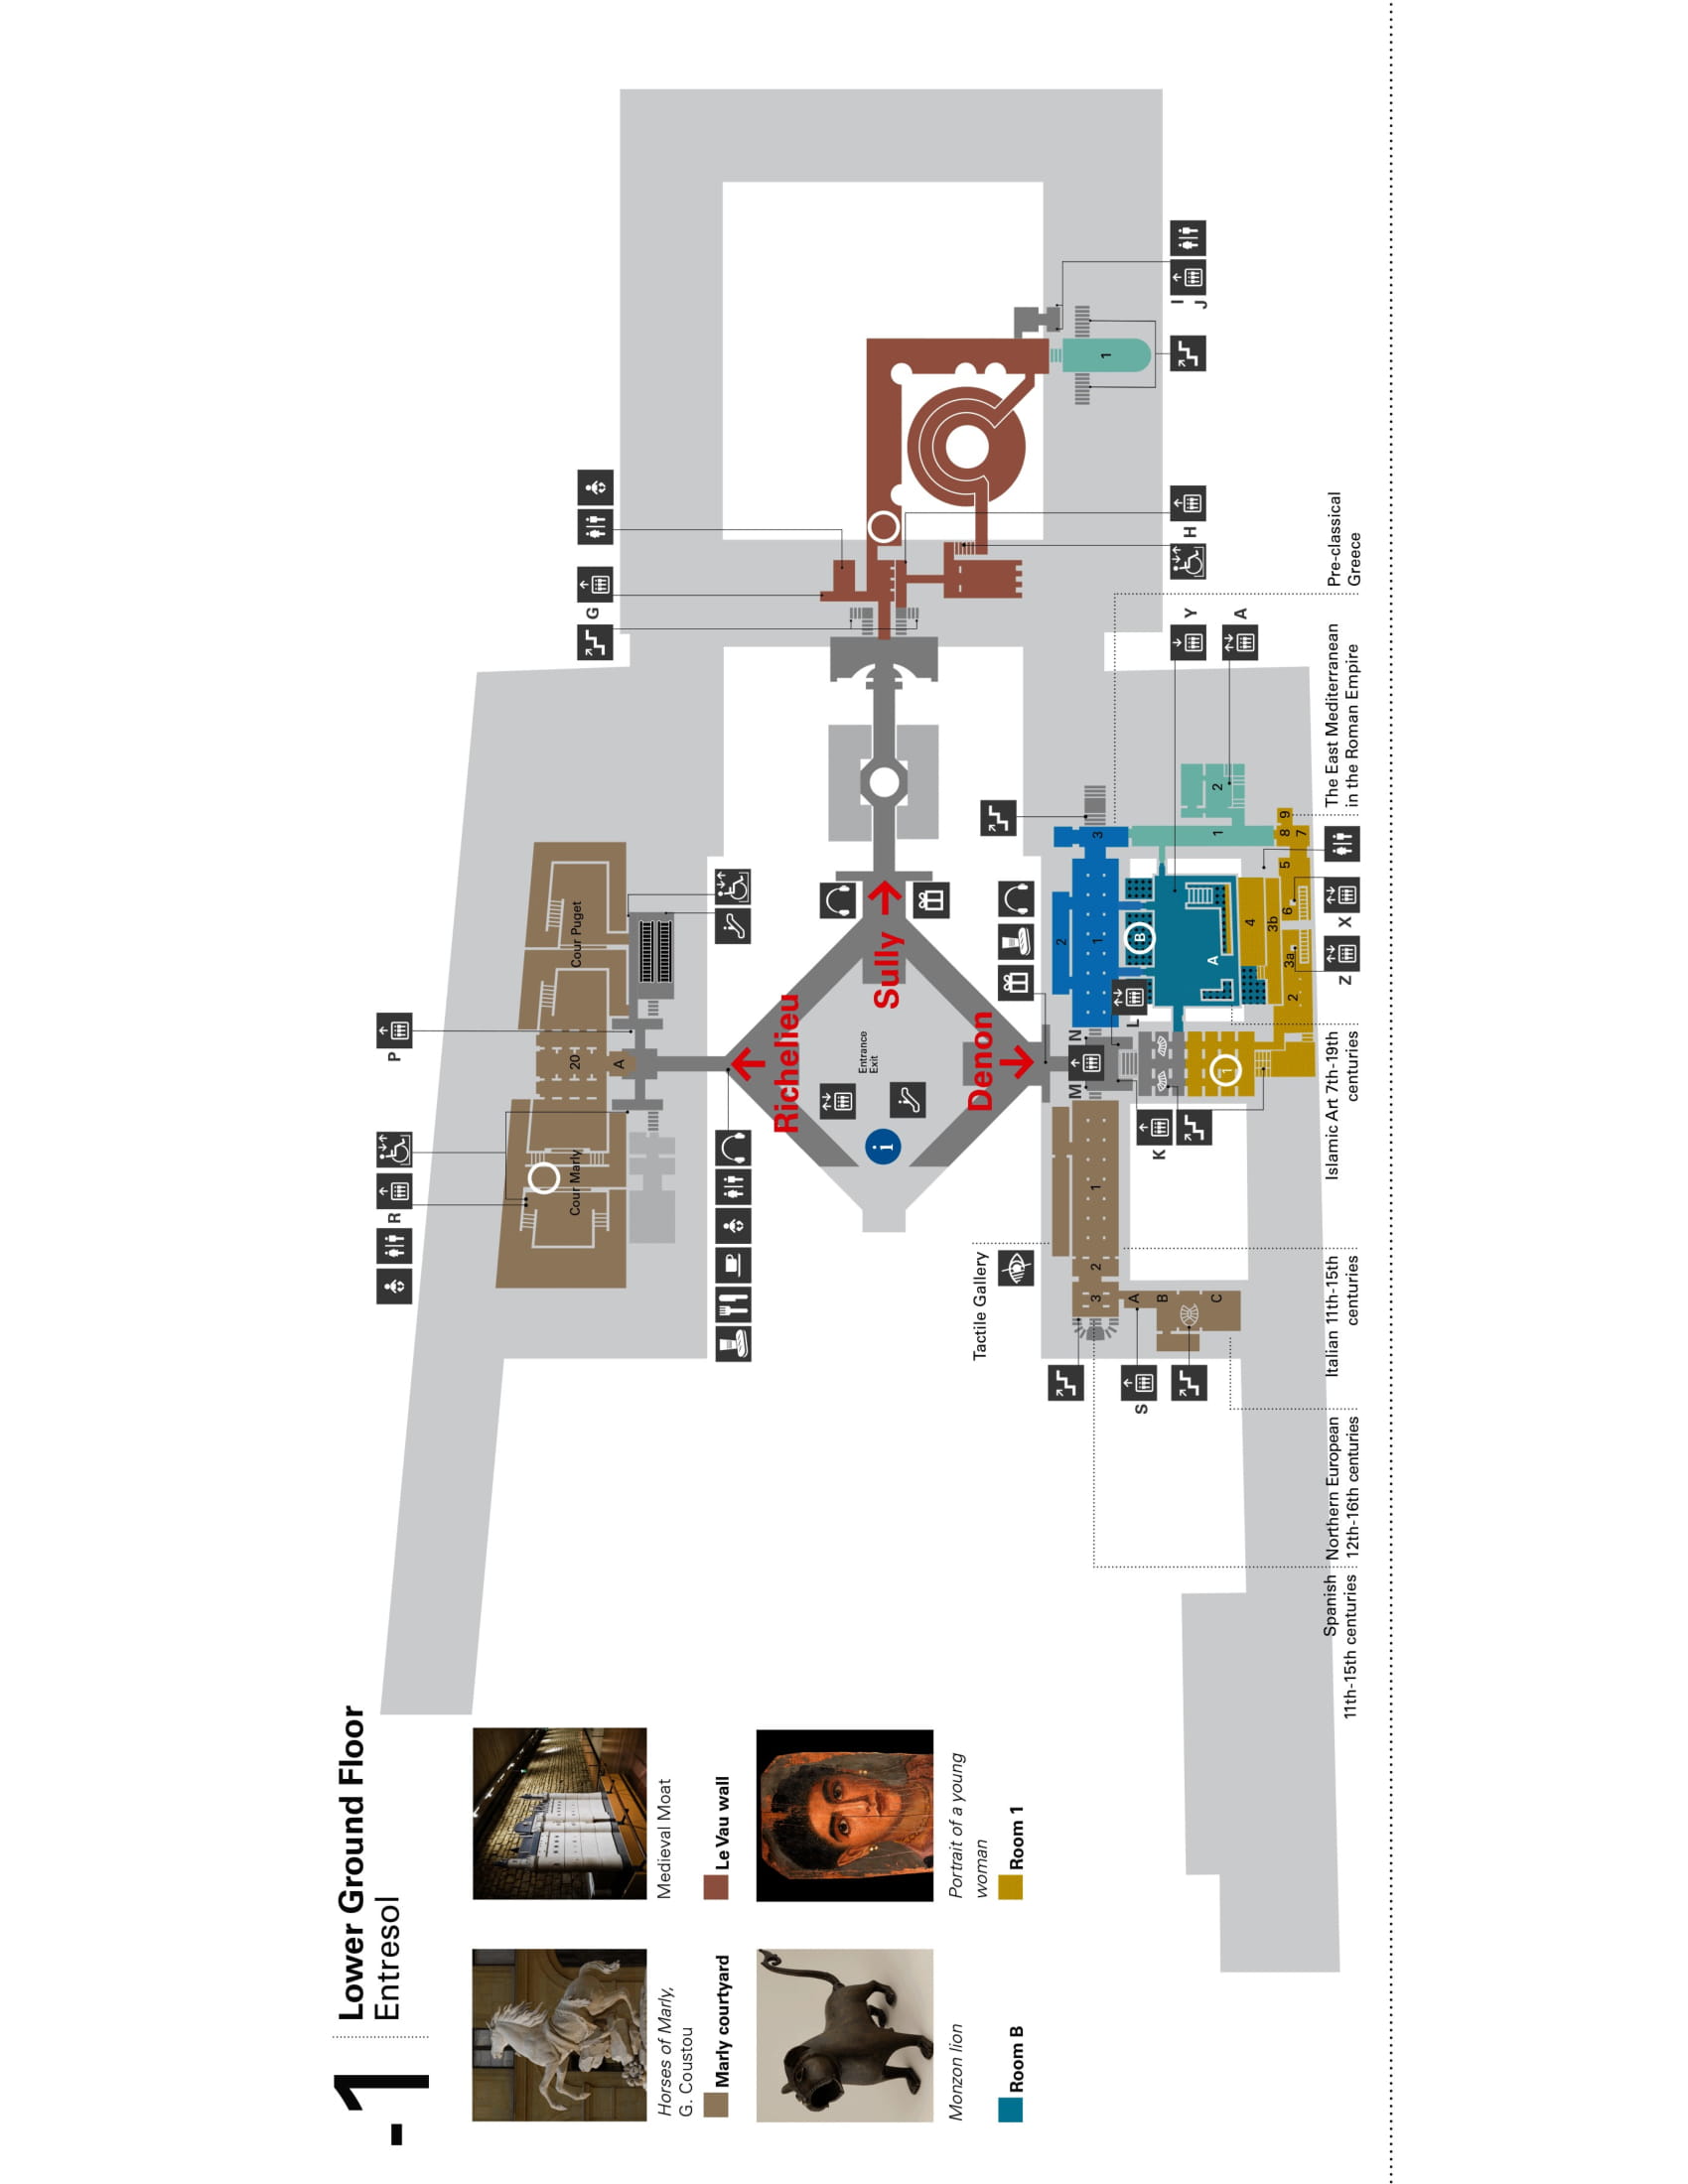 -1
Lower Ground Floor
Entresol
Horses of Marly,
G. Coustou
Marly courtyard
Medieval Moat
Le Vau wall
Monzon lion
Room B
Portrait of a young
woman
Room 1
R
P
Cour Marly
20
Cour Puget
A
G
Richelieu
Entrance
Exit
i
Sully
Denon
Tactile Gallery
M
N
2
3
2
1
1
3
1
S
A
B
C
K
L
B
A
1
1
2
Y
A
H
I
J
4
3b
2
3a
6
5
8
9
7
Z
X
Spanish
11th-15th centuries
Northern European
12th-16th centuries
Italian 11th-15th
centuries
Islamic Art 7th-19th
centuries
The East Mediterranean
in the Roman Empire
Pre-classical
Greece